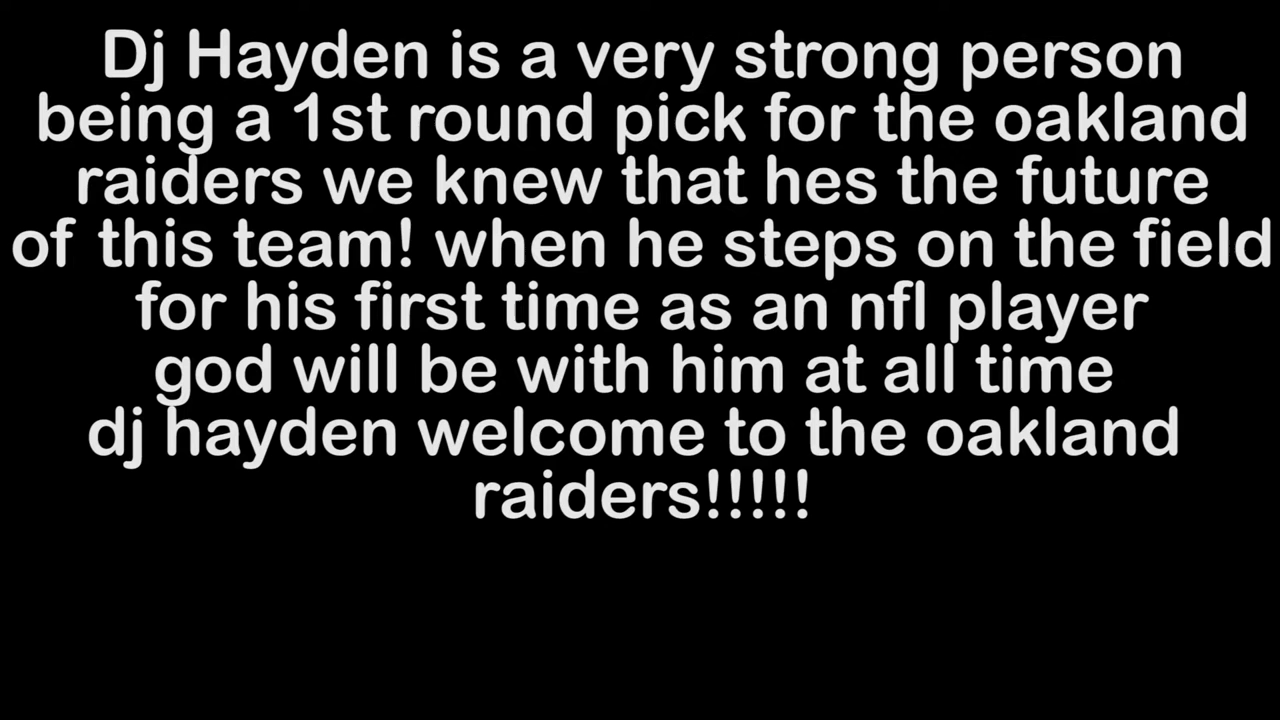 Dj Hayden is a very strong person
being a 1st round pick for the oakland
raiders we knew that hes the future
of this team! when he steps on the field
for his first time as an nfl player
god will be with him at all time
dj hayden welcome to the oakland
raiders!!!!!